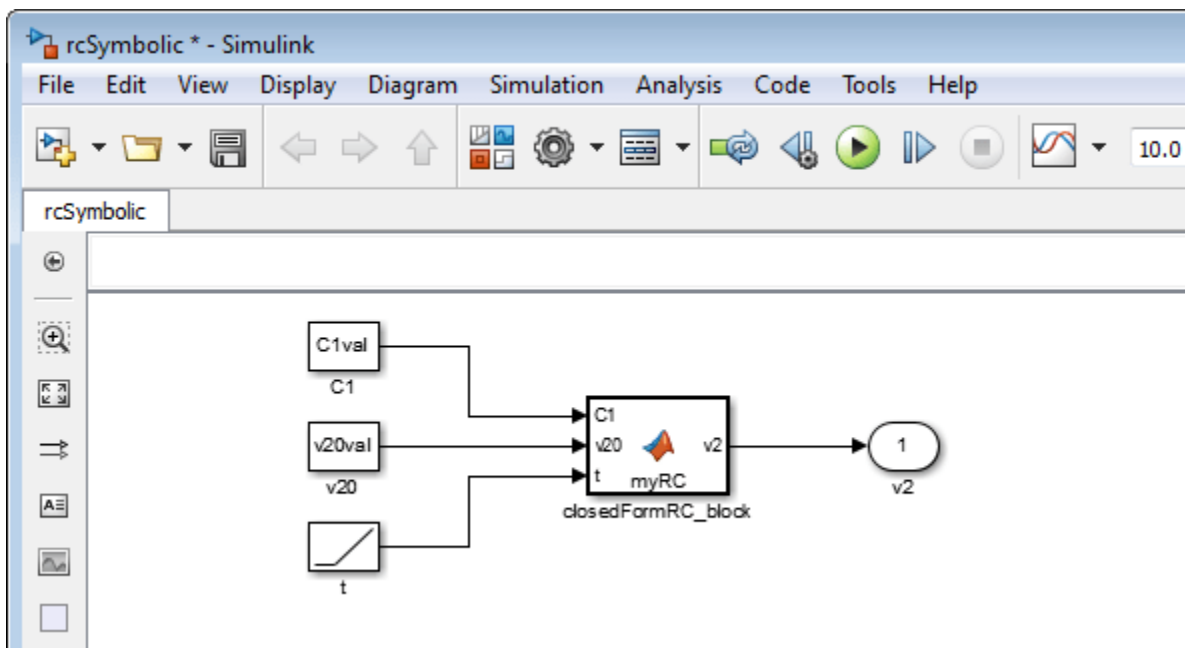 rcSymbolic * - Simulink
File Edit View Display Diagram Simulation Analysis Code Tools Help
10.0
rcSymbolic
C1val
C1
v20val
v20
t
C1
v20 v2
t
myRC
closedFormRC_block
1
v2
A